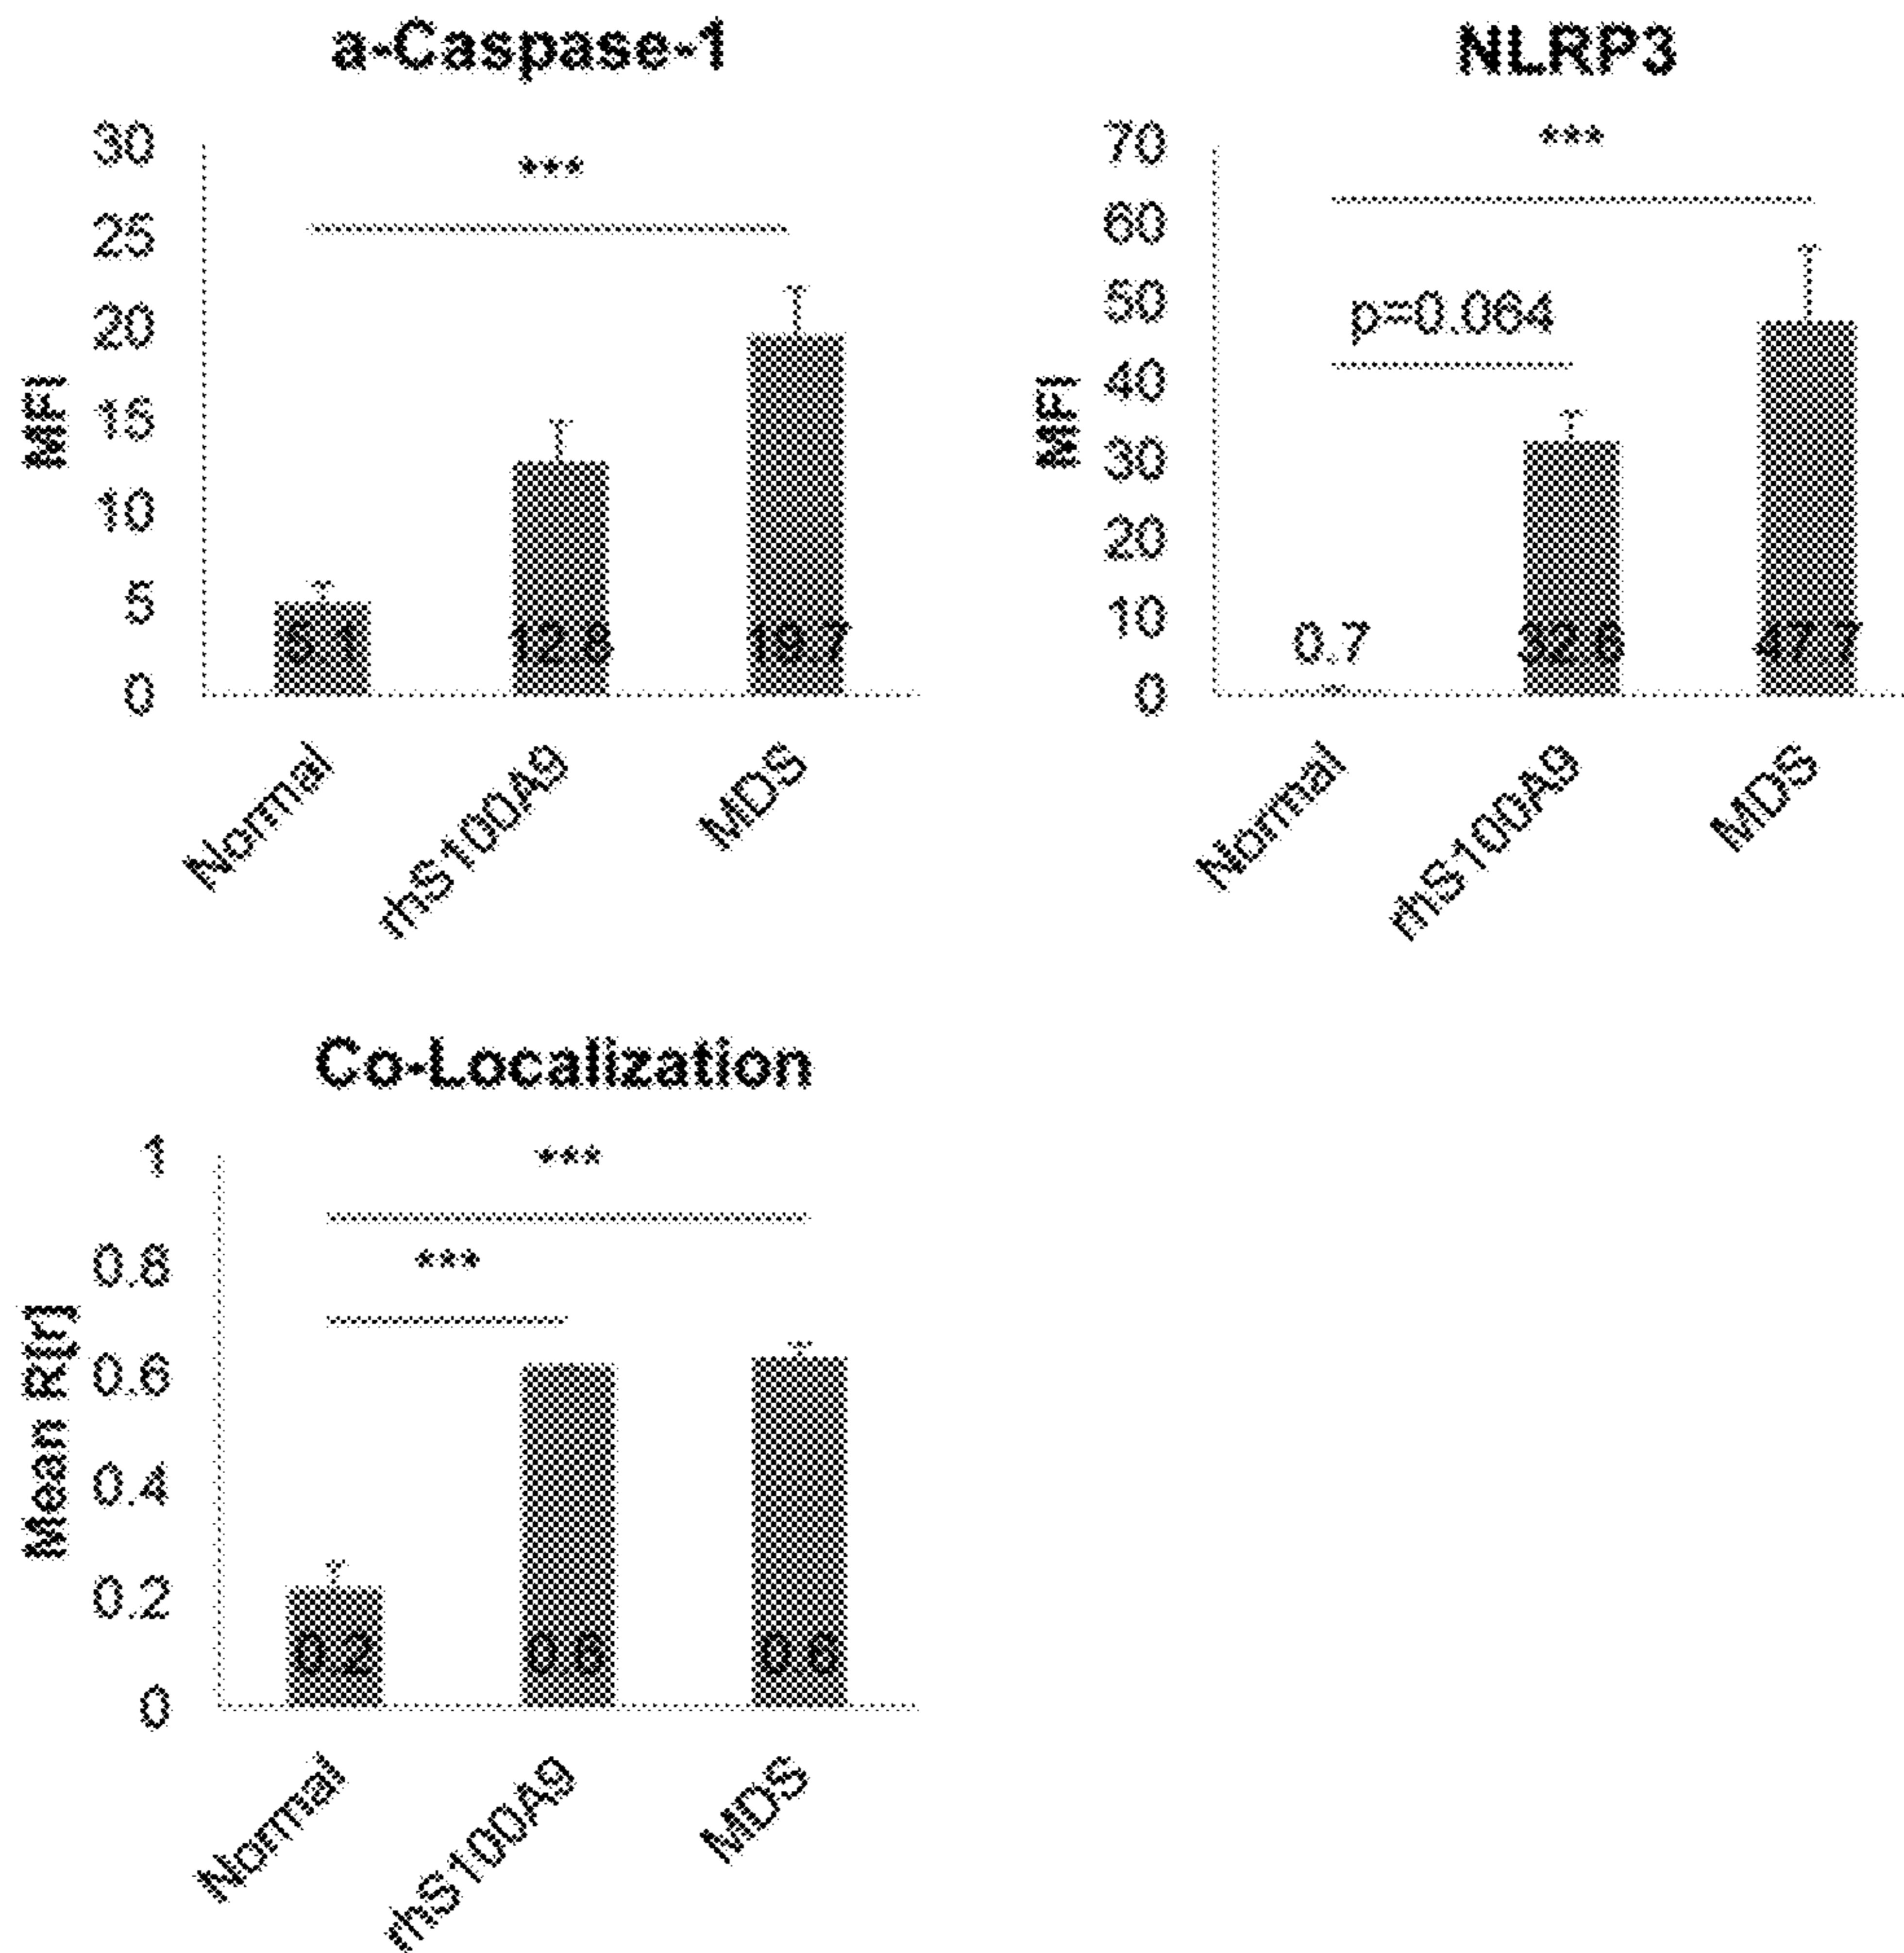 a-Caspase-1
***
30
25
20
15
10
5
0
MFI
5.1
12.8
19.7
Normal
rhS100A9
MDS
NLRP3
***
p=0.064
70
60
50
40
30
20
10
0
MFI
0.7
32.6
47.7
Normal
rhS100A9
MDS
Co-Localization
***
***
1
0.8
0.6
0.4
0.2
0
Mean R[r]
0.2
0.6
0.6
Normal
rhS100A9
MDS